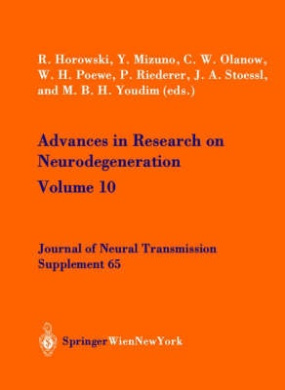 R. Horowski, Y. Mizuno, C. W. Olanow,
W. H. Poewe, P. Riederer, J. A. Stoessl,
and M. B. H. Youdim (eds.)
Advances in Research on
Neurodegeneration
Volume 10
Journal of Neural Transmission
Supplement 65
SpringerWienNewYork